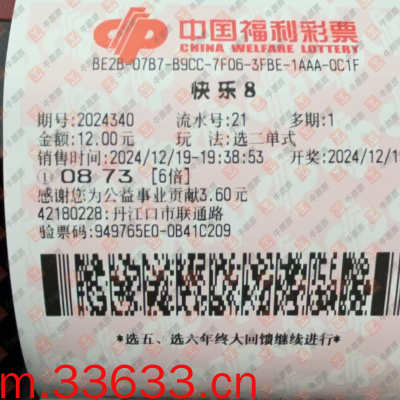 中国福利彩票
CHINA WELFARE LOTTERY
BE2B-07B7-B9CC-7F06-3FBE-1AAA-0C1F
快乐8
期号:2024340 流水号:21 多期:1
金额:12.00元 玩 法:选二单式
销售时间:2024/12/19-19:38:53 开奖:2024/12/1
① 08 73 [6倍]
感谢您为公益事业贡献3.60元
42180228:丹江口市联通路
验票码:949765E0-0B41C209
*选五、选六年终大回馈继续进行*
m.33633.cn